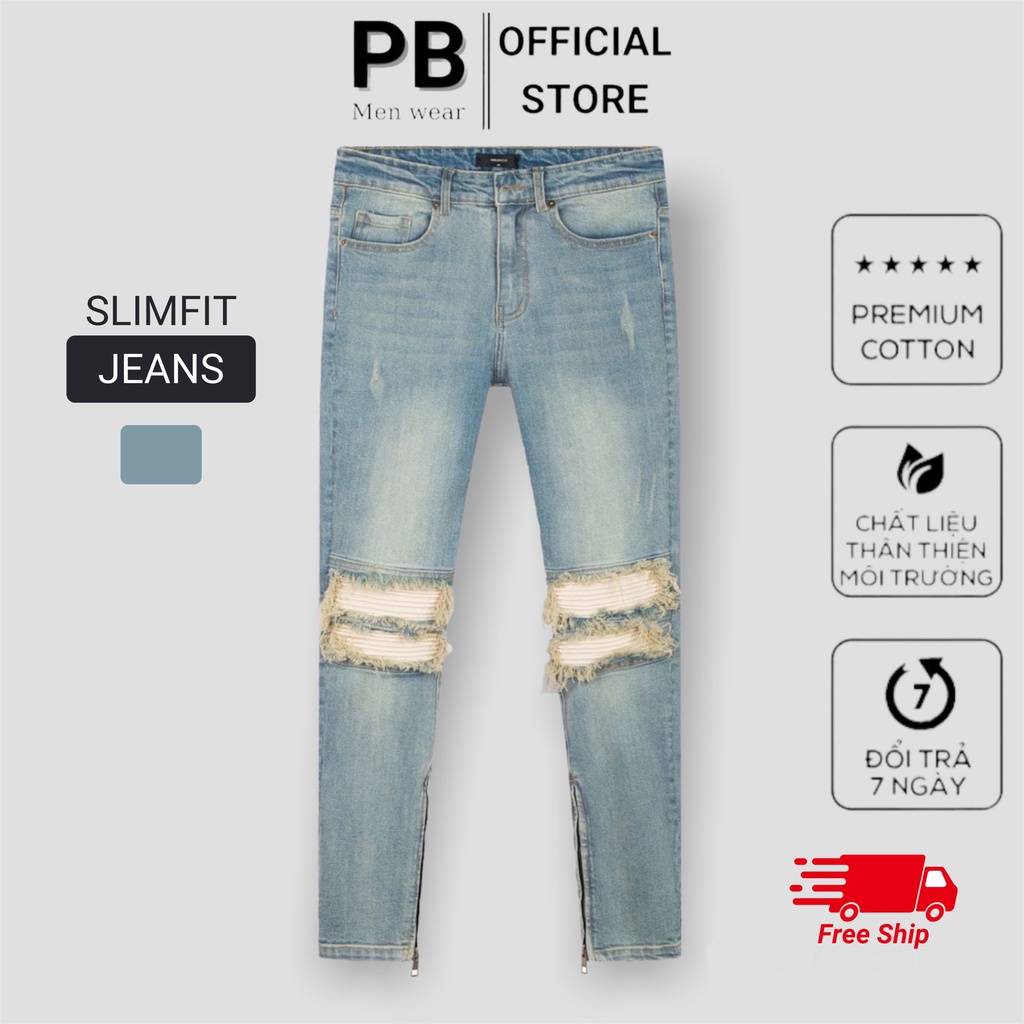 PB
Men wear
OFFICIAL
STORE
SLIMFIT
JEANS
★★★★★
PREMIUM
COTTON
CHẤT LIỆU
THÂN THIỆN
MÔI TRƯỜNG
7
ĐỔI TRẢ
7 NGÀY
Free Ship